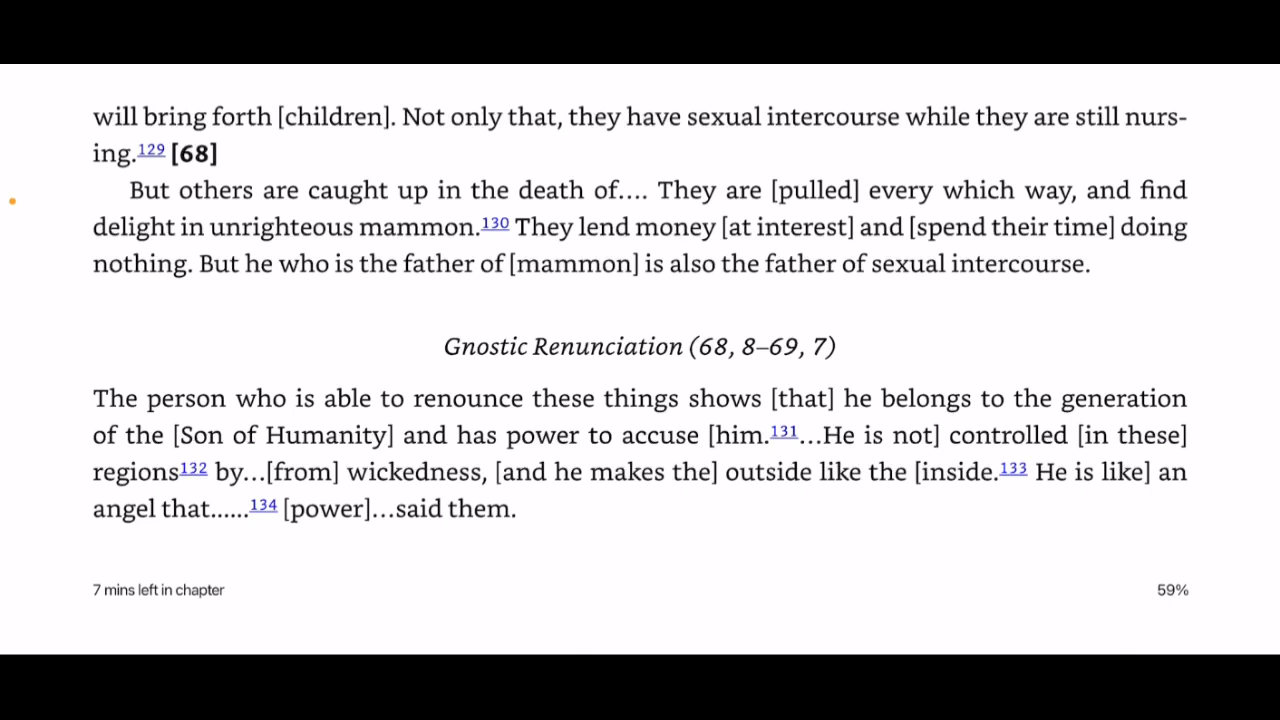 will bring forth [children]. Not only that, they have sexual intercourse while they are still nurs-
ing.129 [68]
But others are caught up in the death of.... They are [pulled] every which way, and find
delight in unrighteous mammon.130 They lend money [at interest] and [spend their time] doing
nothing. But he who is the father of [mammon] is also the father of sexual intercourse.
Gnostic Renunciation (68, 8–69, 7)
The person who is able to renounce these things shows [that] he belongs to the generation
of the [Son of Humanity] and has power to accuse [him.131...He is not] controlled [in these]
regions132 by...[from] wickedness, [and he makes the] outside like the [inside.133 He is like] an
angel that......134 [power]...said them.
7 mins left in chapter
59%